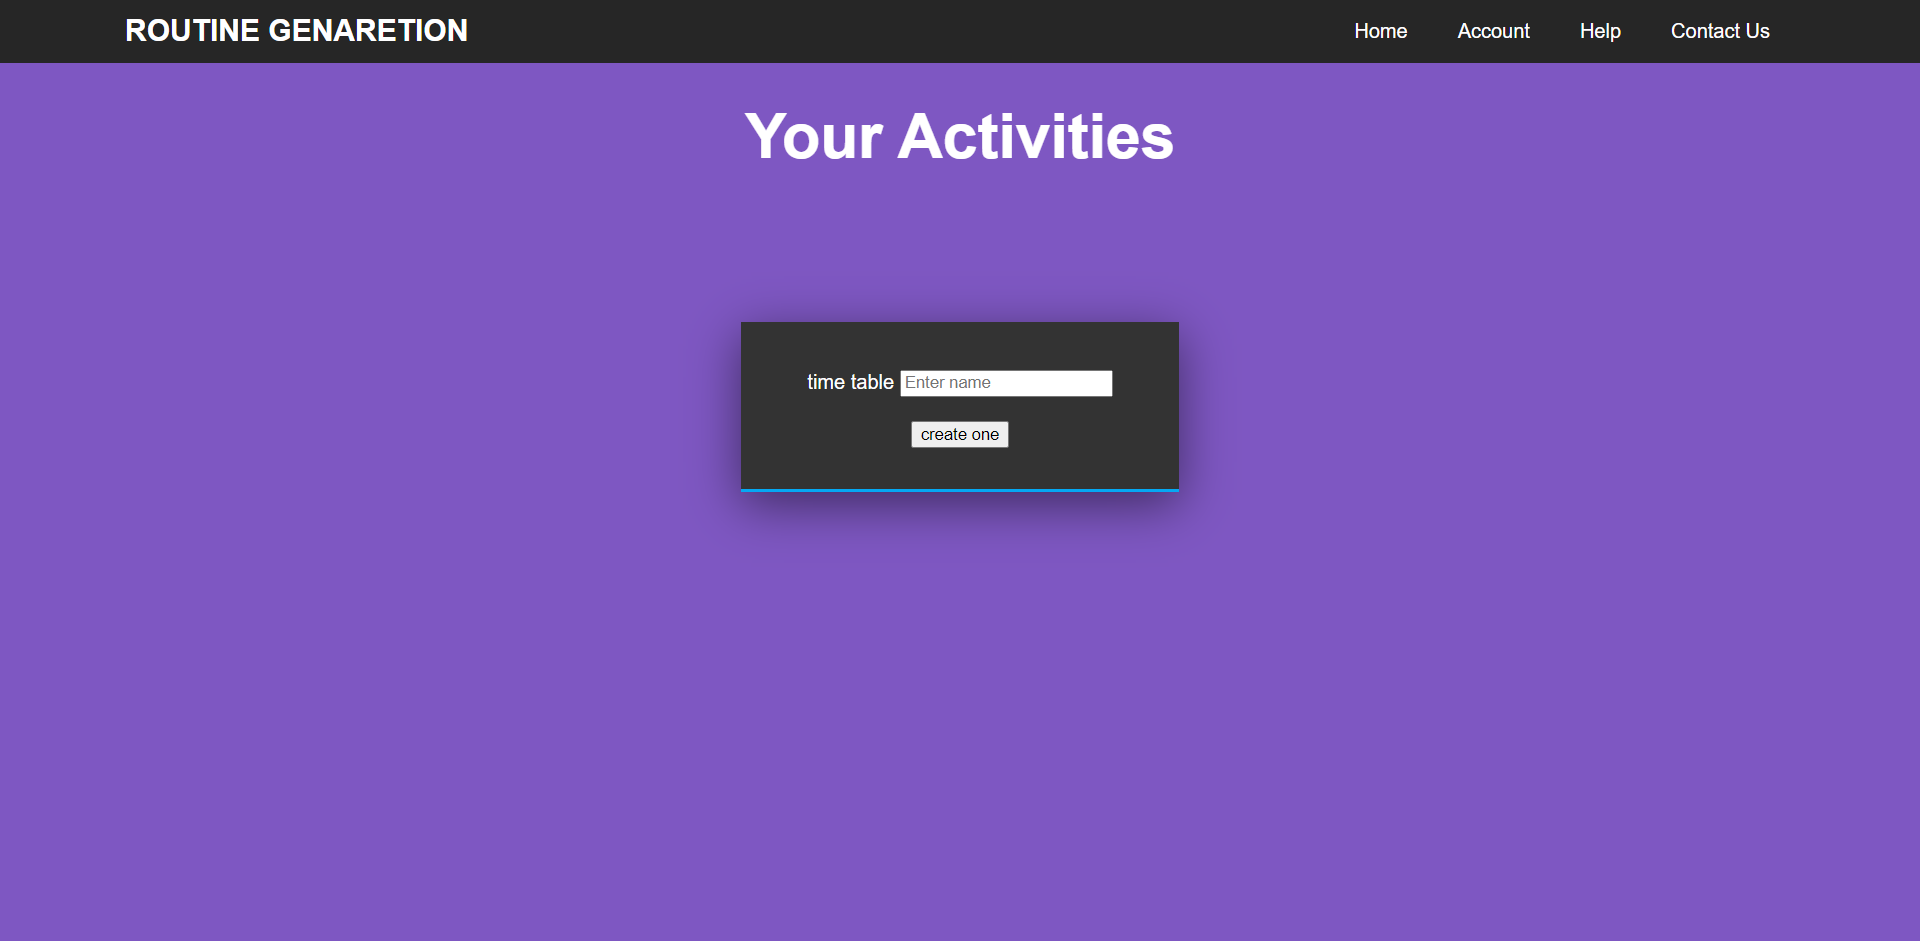 ROUTINE GENARETION Home Account Help Contact Us
Your Activities
time table Enter name
create one